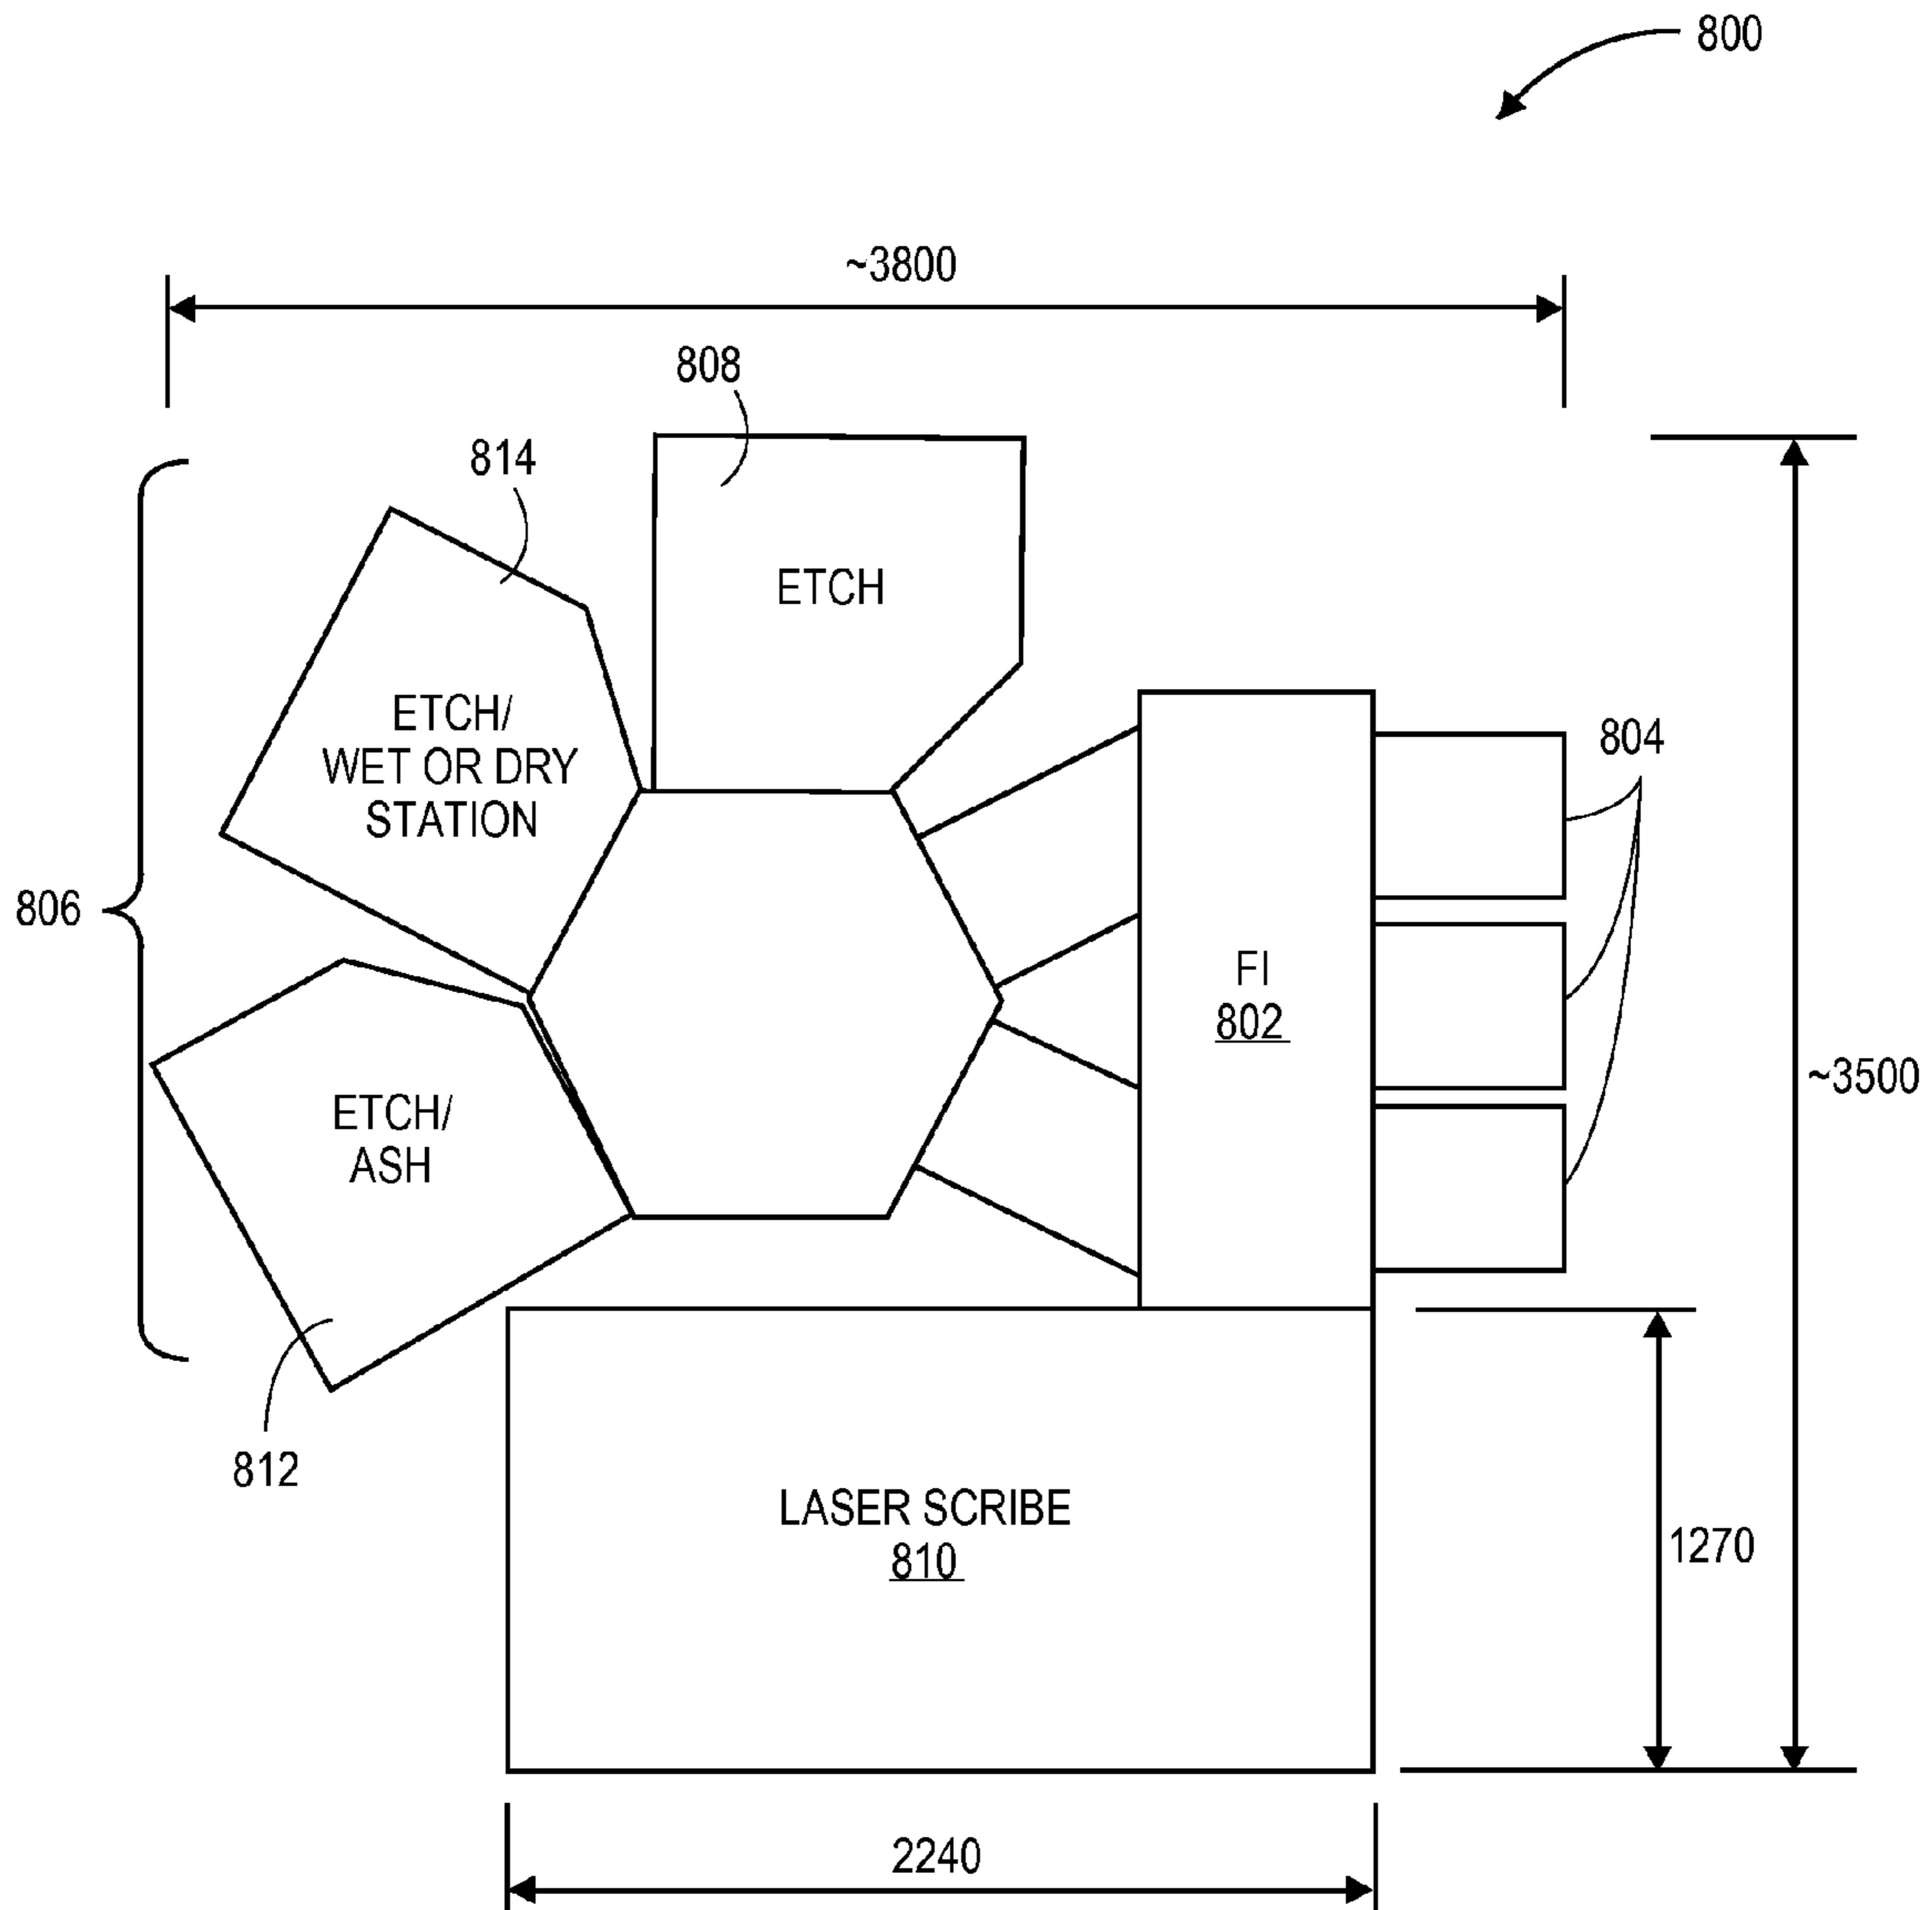 800
~3800
808
814
ETCH
ETCH/
WET OR DRY
STATION
804
806
FI
802
~3500
ETCH/
ASH
812
LASER SCRIBE
810
1270
2240